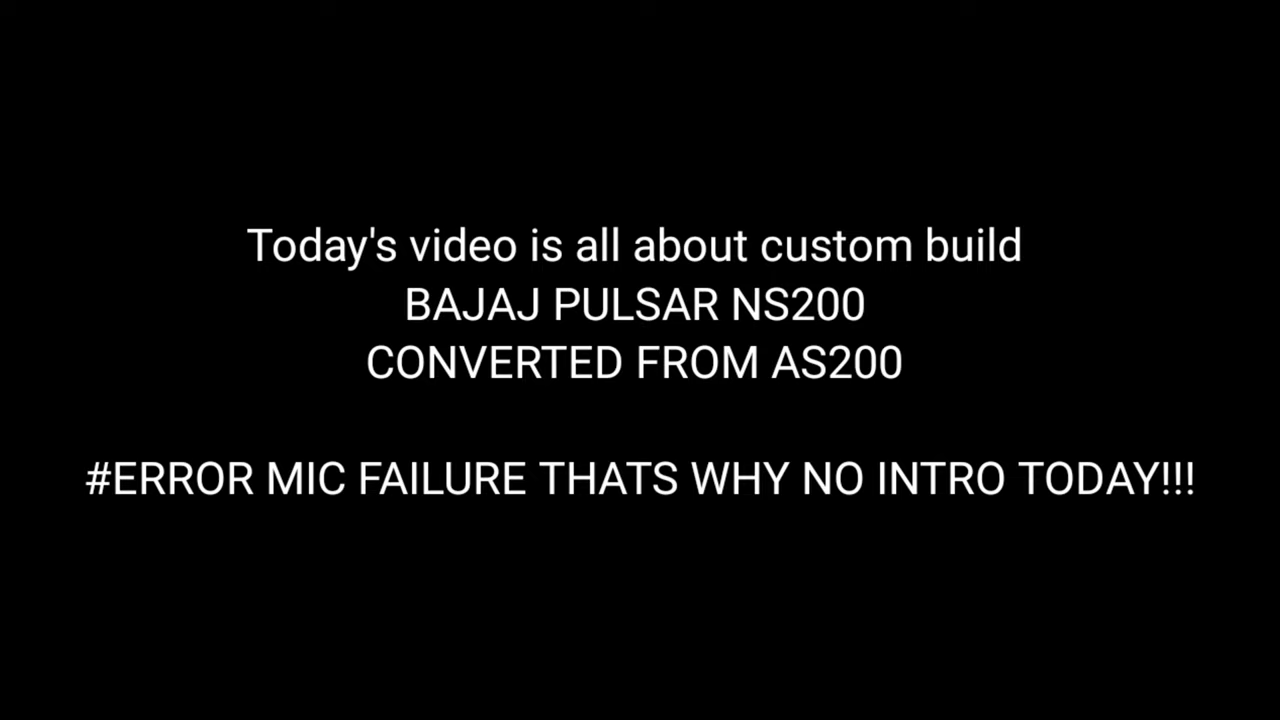 Today's video is all about custom build
BAJAJ PULSAR NS200
CONVERTED FROM AS200
#ERROR MIC FAILURE THATS WHY NO INTRO TODAY!!!